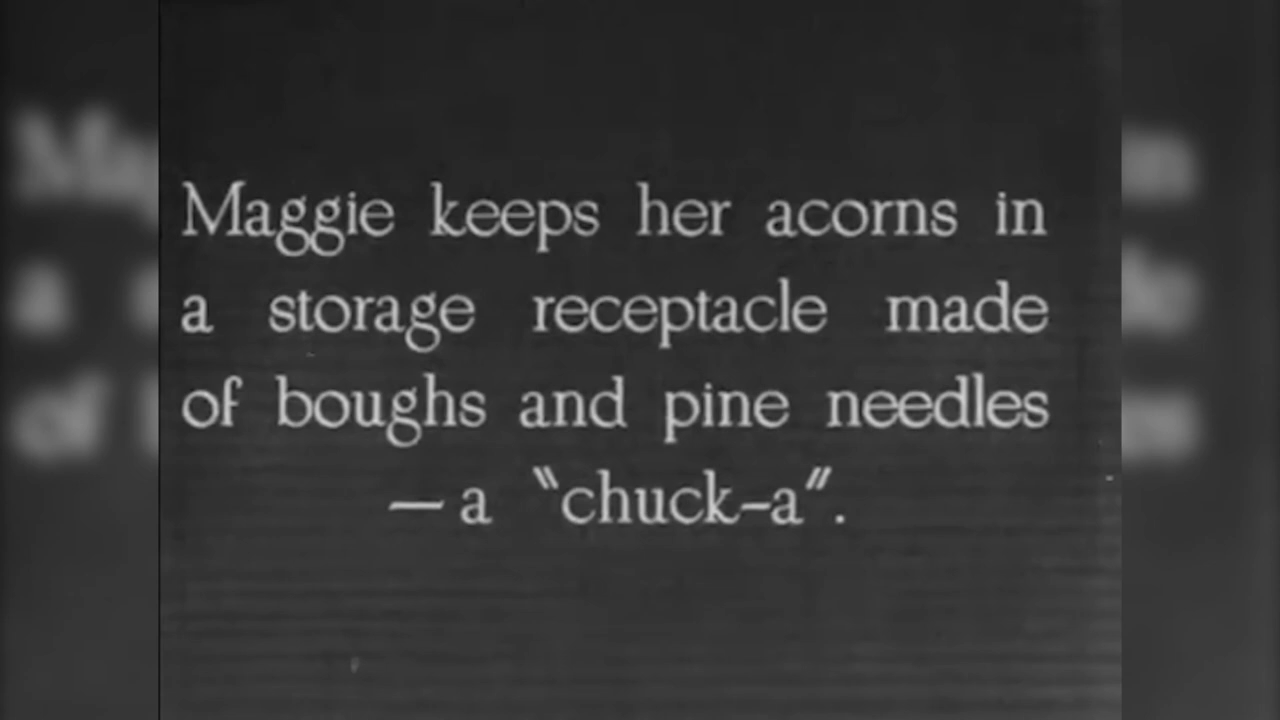 Maggie keeps her acorns in
a storage receptacle made
of boughs and pine needles
— a "chuck-a".